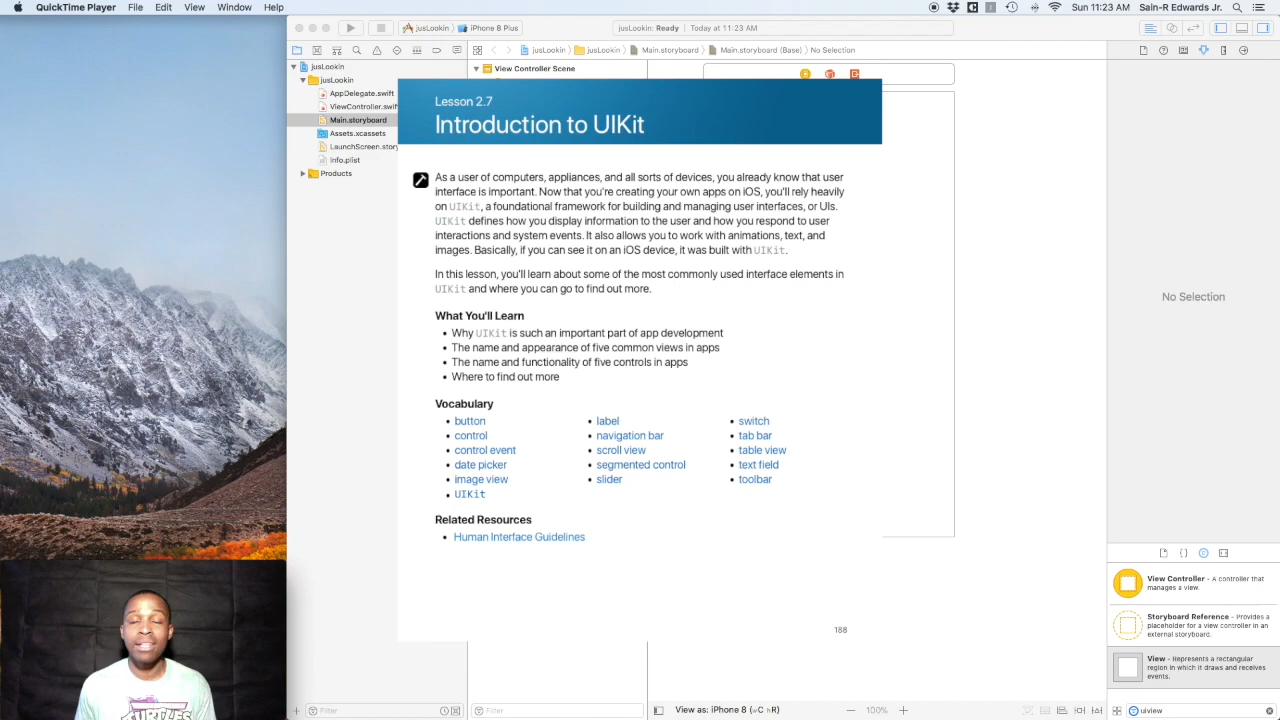 QuickTime Player File Edit View Window Help
Sun 11:23 AM Sain-R Edwards Jr.
jusLookin iPhone 8 Plus
jusLookin: Ready Today at 11:23 AM
jusLookin jusLookin Main.storyboard Main.storyboard (Base) No Selection
jusLookin
jusLookin
AppDelegate.swift
ViewController.swif
Main.storyboard
Assets.xcassets
LaunchScreen.story
Info.plist
Products
View Controller Scene
Lesson 2.7
Introduction to UIKit
As a user of computers, appliances, and all sorts of devices, you already know that user
interface is important. Now that you're creating your own apps on iOS, you'll rely heavily
on UIKit, a foundational framework for building and managing user interfaces, or UIs.
UIKit defines how you display information to the user and how you respond to user
interactions and system events. It also allows you to work with animations, text, and
images. Basically, if you can see it on an iOS device, it was built with UIKit.
In this lesson, you'll learn about some of the most commonly used interface elements in
UIKit and where you can go to find out more.
What You'll Learn
• Why UIKit is such an important part of app development
• The name and appearance of five common views in apps
• The name and functionality of five controls in apps
• Where to find out more
Vocabulary
• button
• control
• control event
• date picker
• image view
• UIKit
• label
• navigation bar
• scroll view
• segmented control
• slider
• switch
• tab bar
• table view
• text field
• toolbar
Related Resources
• Human Interface Guidelines
188
No Selection
View Controller - A controller that
manages a view.
Storyboard Reference - Provides a
placeholder for a view controller in an
external storyboard.
View - Represents a rectangular
region in which it draws and receives
events.
Filter
Filter
View as: iPhone 8 (wC hR)
100%
uiview